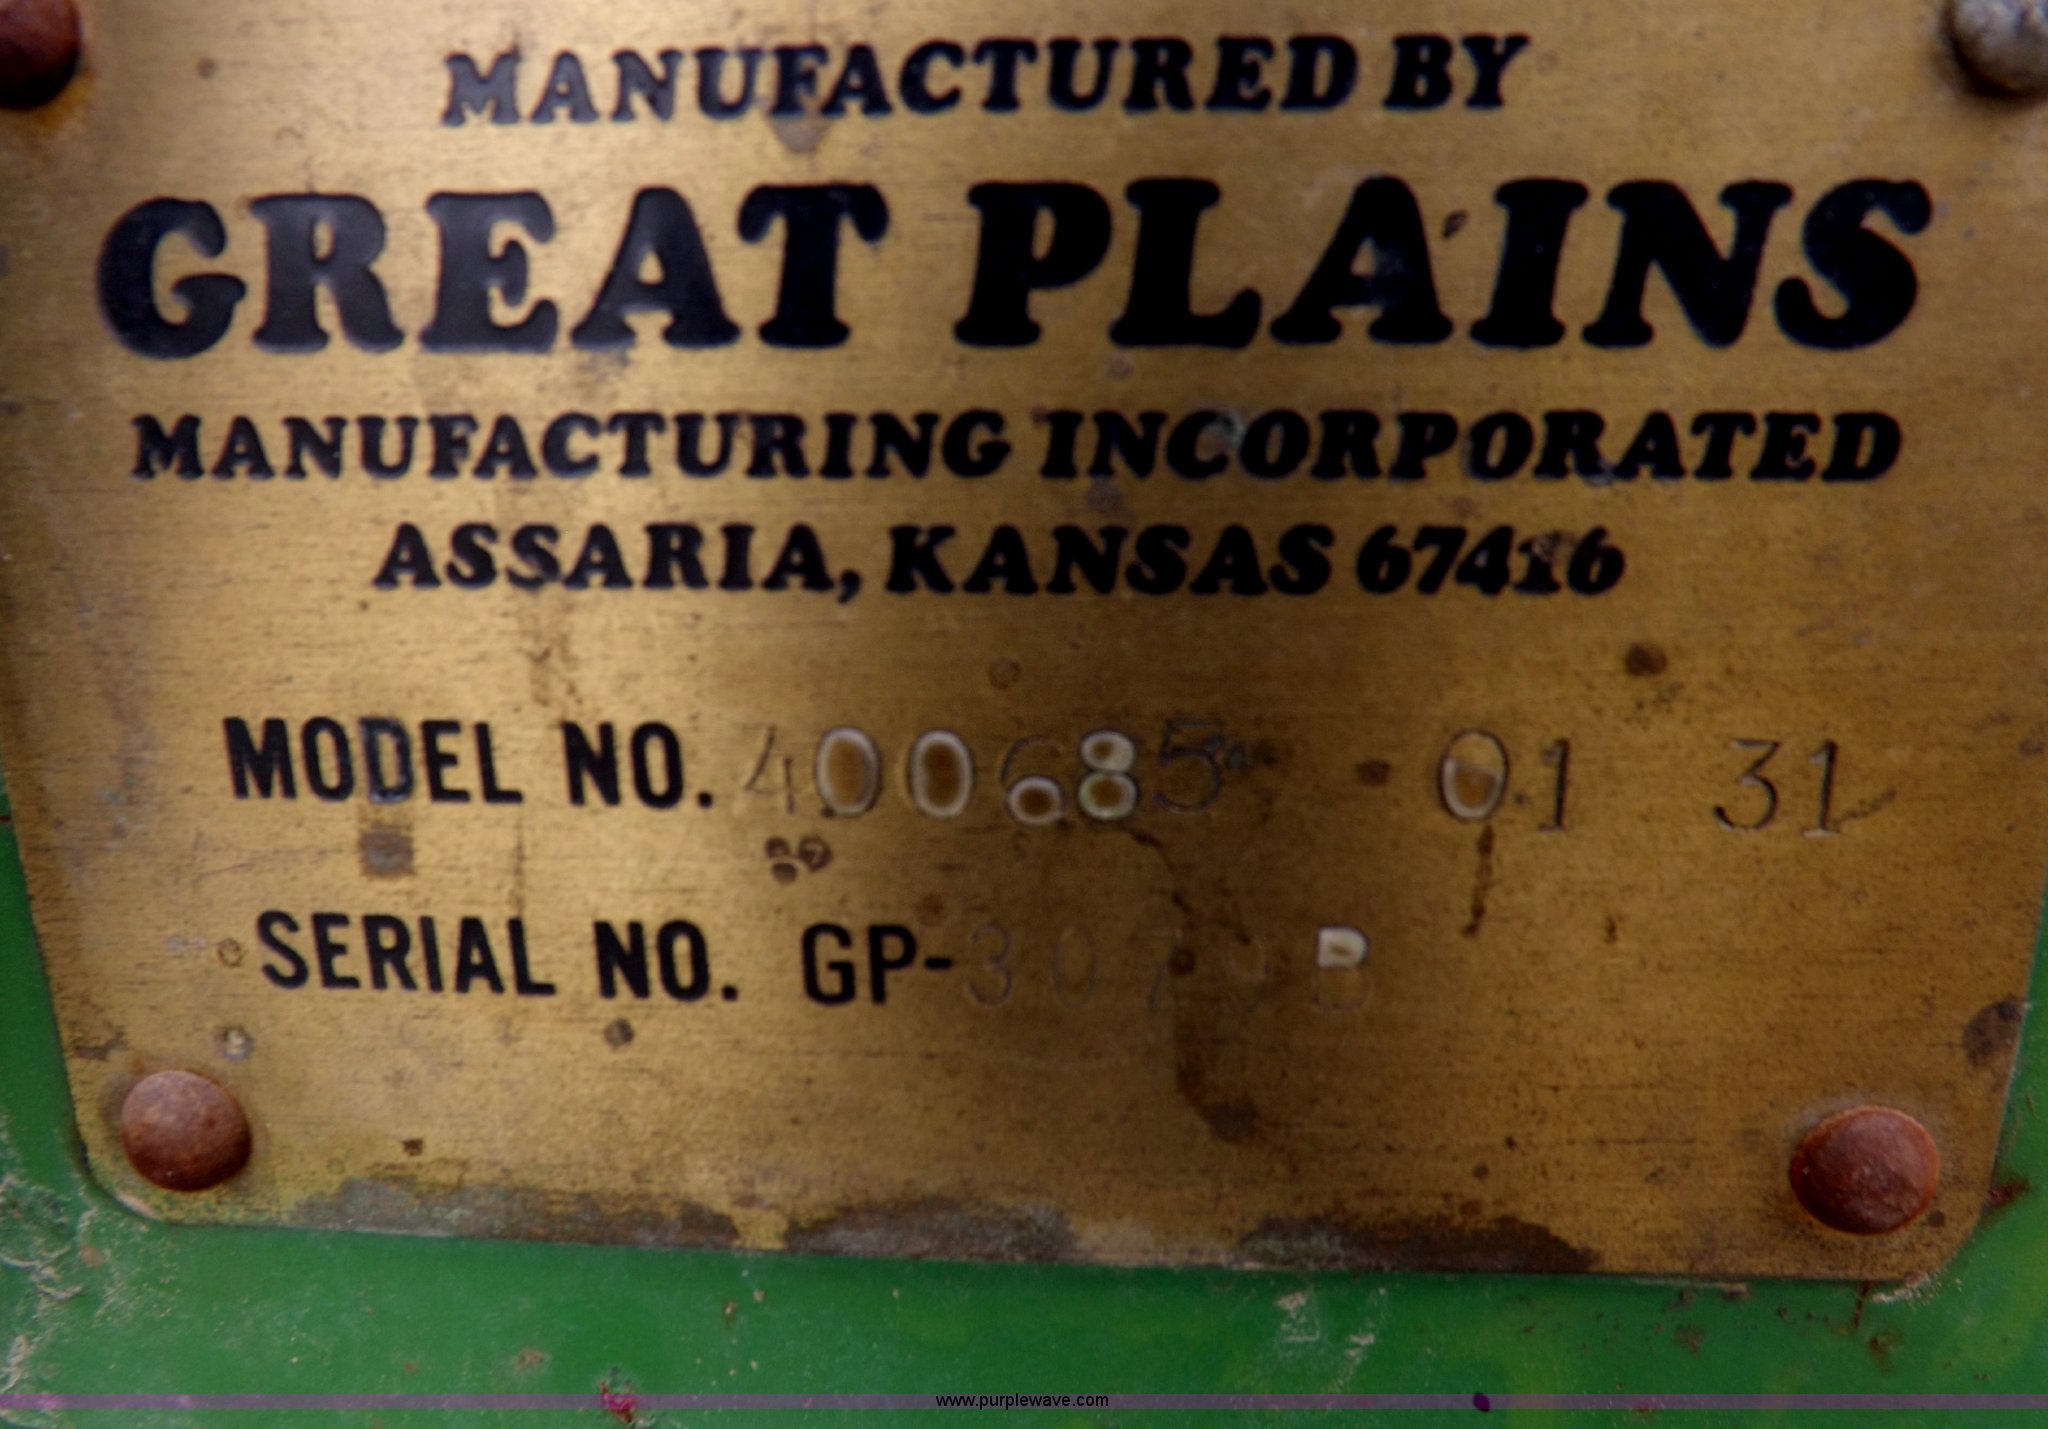 MANUFACTURED BY
GREAT PLAINS
MANUFACTURING INCORPORATED
ASSARIA, KANSAS 67416
MODEL NO. 400685 01 31
SERIAL NO. GP-
www.purplewave.com